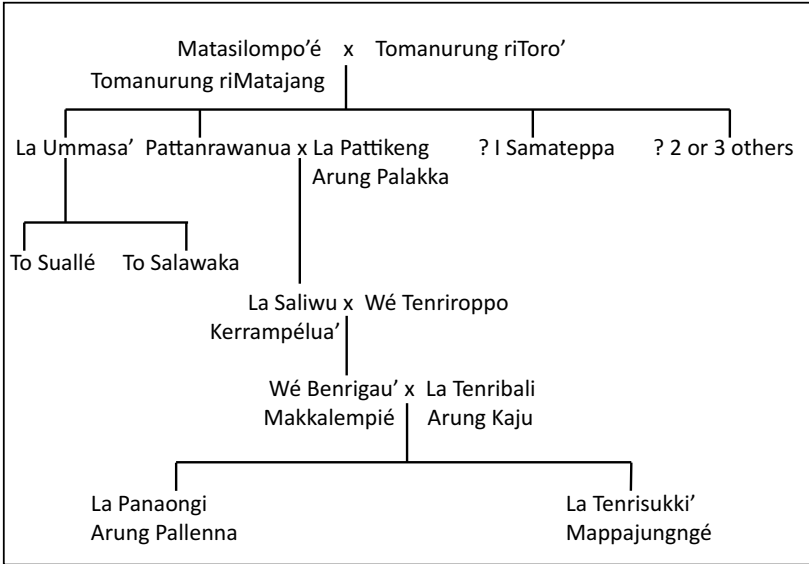 Matasilompo’é x Tomanurung riToro’
Tomanurung riMatajang
La Ummasa’ Pattanrawanua x La Pattikeng ? I Samateppa ? 2 or 3 others
Arung Palakka
To Suallé To Salawaka
La Saliwu x Wé Tenriroppo
Kerrampélua’
Wé Benrigau’ x La Tenribali
Makkalempié Arung Kaju
La Panaongi La Tenrisukki’
Arung Pallenna Mappajungngé